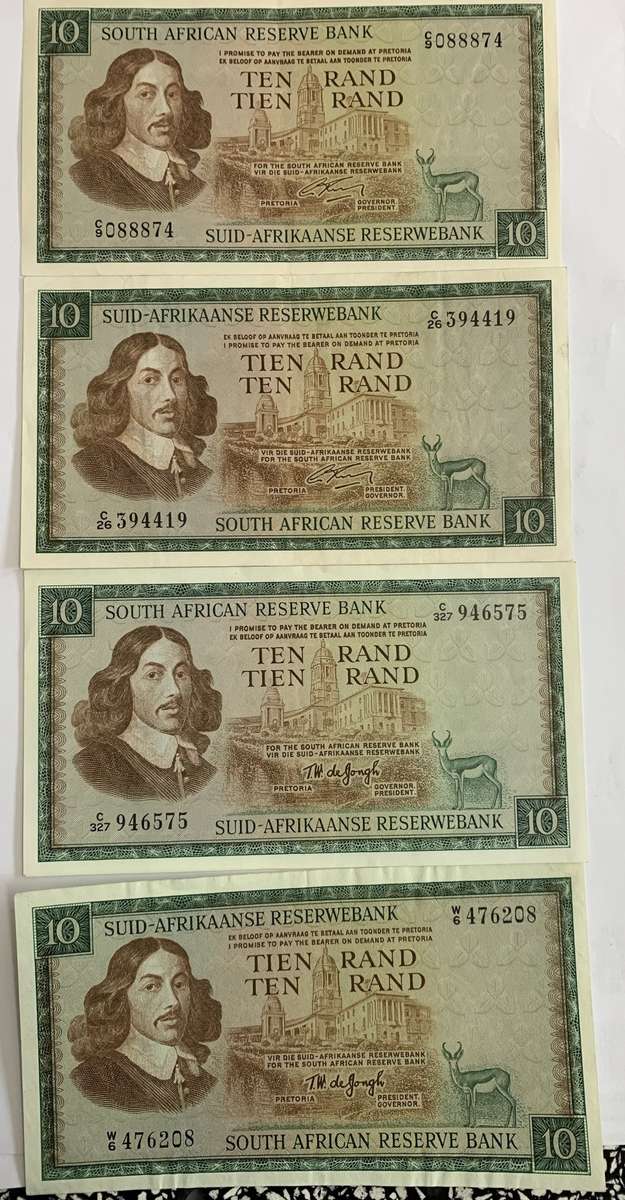 10 SOUTH AFRICAN RESERVE BANK C/9 088874
I PROMISE TO PAY THE BEARER ON DEMAND AT PRETORIA
EK BELOOF OP AANVRAAG TE BETAAL AAN TOONDER TE PRETORIA
TEN RAND
TIEN RAND
FOR THE SOUTH AFRICAN RESERVE BANK
VIR DIE SUID-AFRIKAANSE RESERWEBANK
PRETORIA GOVERNOR.
PRESIDENT.
C/9 088874 SUID-AFRIKAANSE RESERWEBANK 10
10 SUID-AFRIKAANSE RESERWEBANK C/26 394419
EK BELOOF OP AANVRAAG TE BETAAL AAN TOONDER TE PRETORIA
I PROMISE TO PAY THE BEARER ON DEMAND AT PRETORIA
TIEN RAND
TEN RAND
VIR DIE SUID-AFRIKAANSE RESERWEBANK
FOR THE SOUTH AFRICAN RESERVE BANK
PRETORIA PRESIDENT.
GOVERNOR.
C/26 394419 SOUTH AFRICAN RESERVE BANK 10
10 SOUTH AFRICAN RESERVE BANK C/327 946575
I PROMISE TO PAY THE BEARER ON DEMAND AT PRETORIA
EK BELOOF OP AANVRAAG TE BETAAL AAN TOONDER TE PRETORIA
TEN RAND
TIEN RAND
FOR THE SOUTH AFRICAN RESERVE BANK
VIR DIE SUID-AFRIKAANSE RESERWEBANK
T.W. de Jongh
PRETORIA GOVERNOR.
PRESIDENT.
C/327 946575 SUID-AFRIKAANSE RESERWEBANK 10
10 SUID-AFRIKAANSE RESERWEBANK W/6 476208
EK BELOOF OP AANVRAAG TE BETAAL AAN TOONDER TE PRETORIA
I PROMISE TO PAY THE BEARER ON DEMAND AT PRETORIA
TIEN RAND
TEN RAND
VIR DIE SUID-AFRIKAANSE RESERWEBANK
FOR THE SOUTH AFRICAN RESERVE BANK
T.W. de Jongh
PRETORIA PRESIDENT.
GOVERNOR.
W/6 476208 SOUTH AFRICAN RESERVE BANK 10